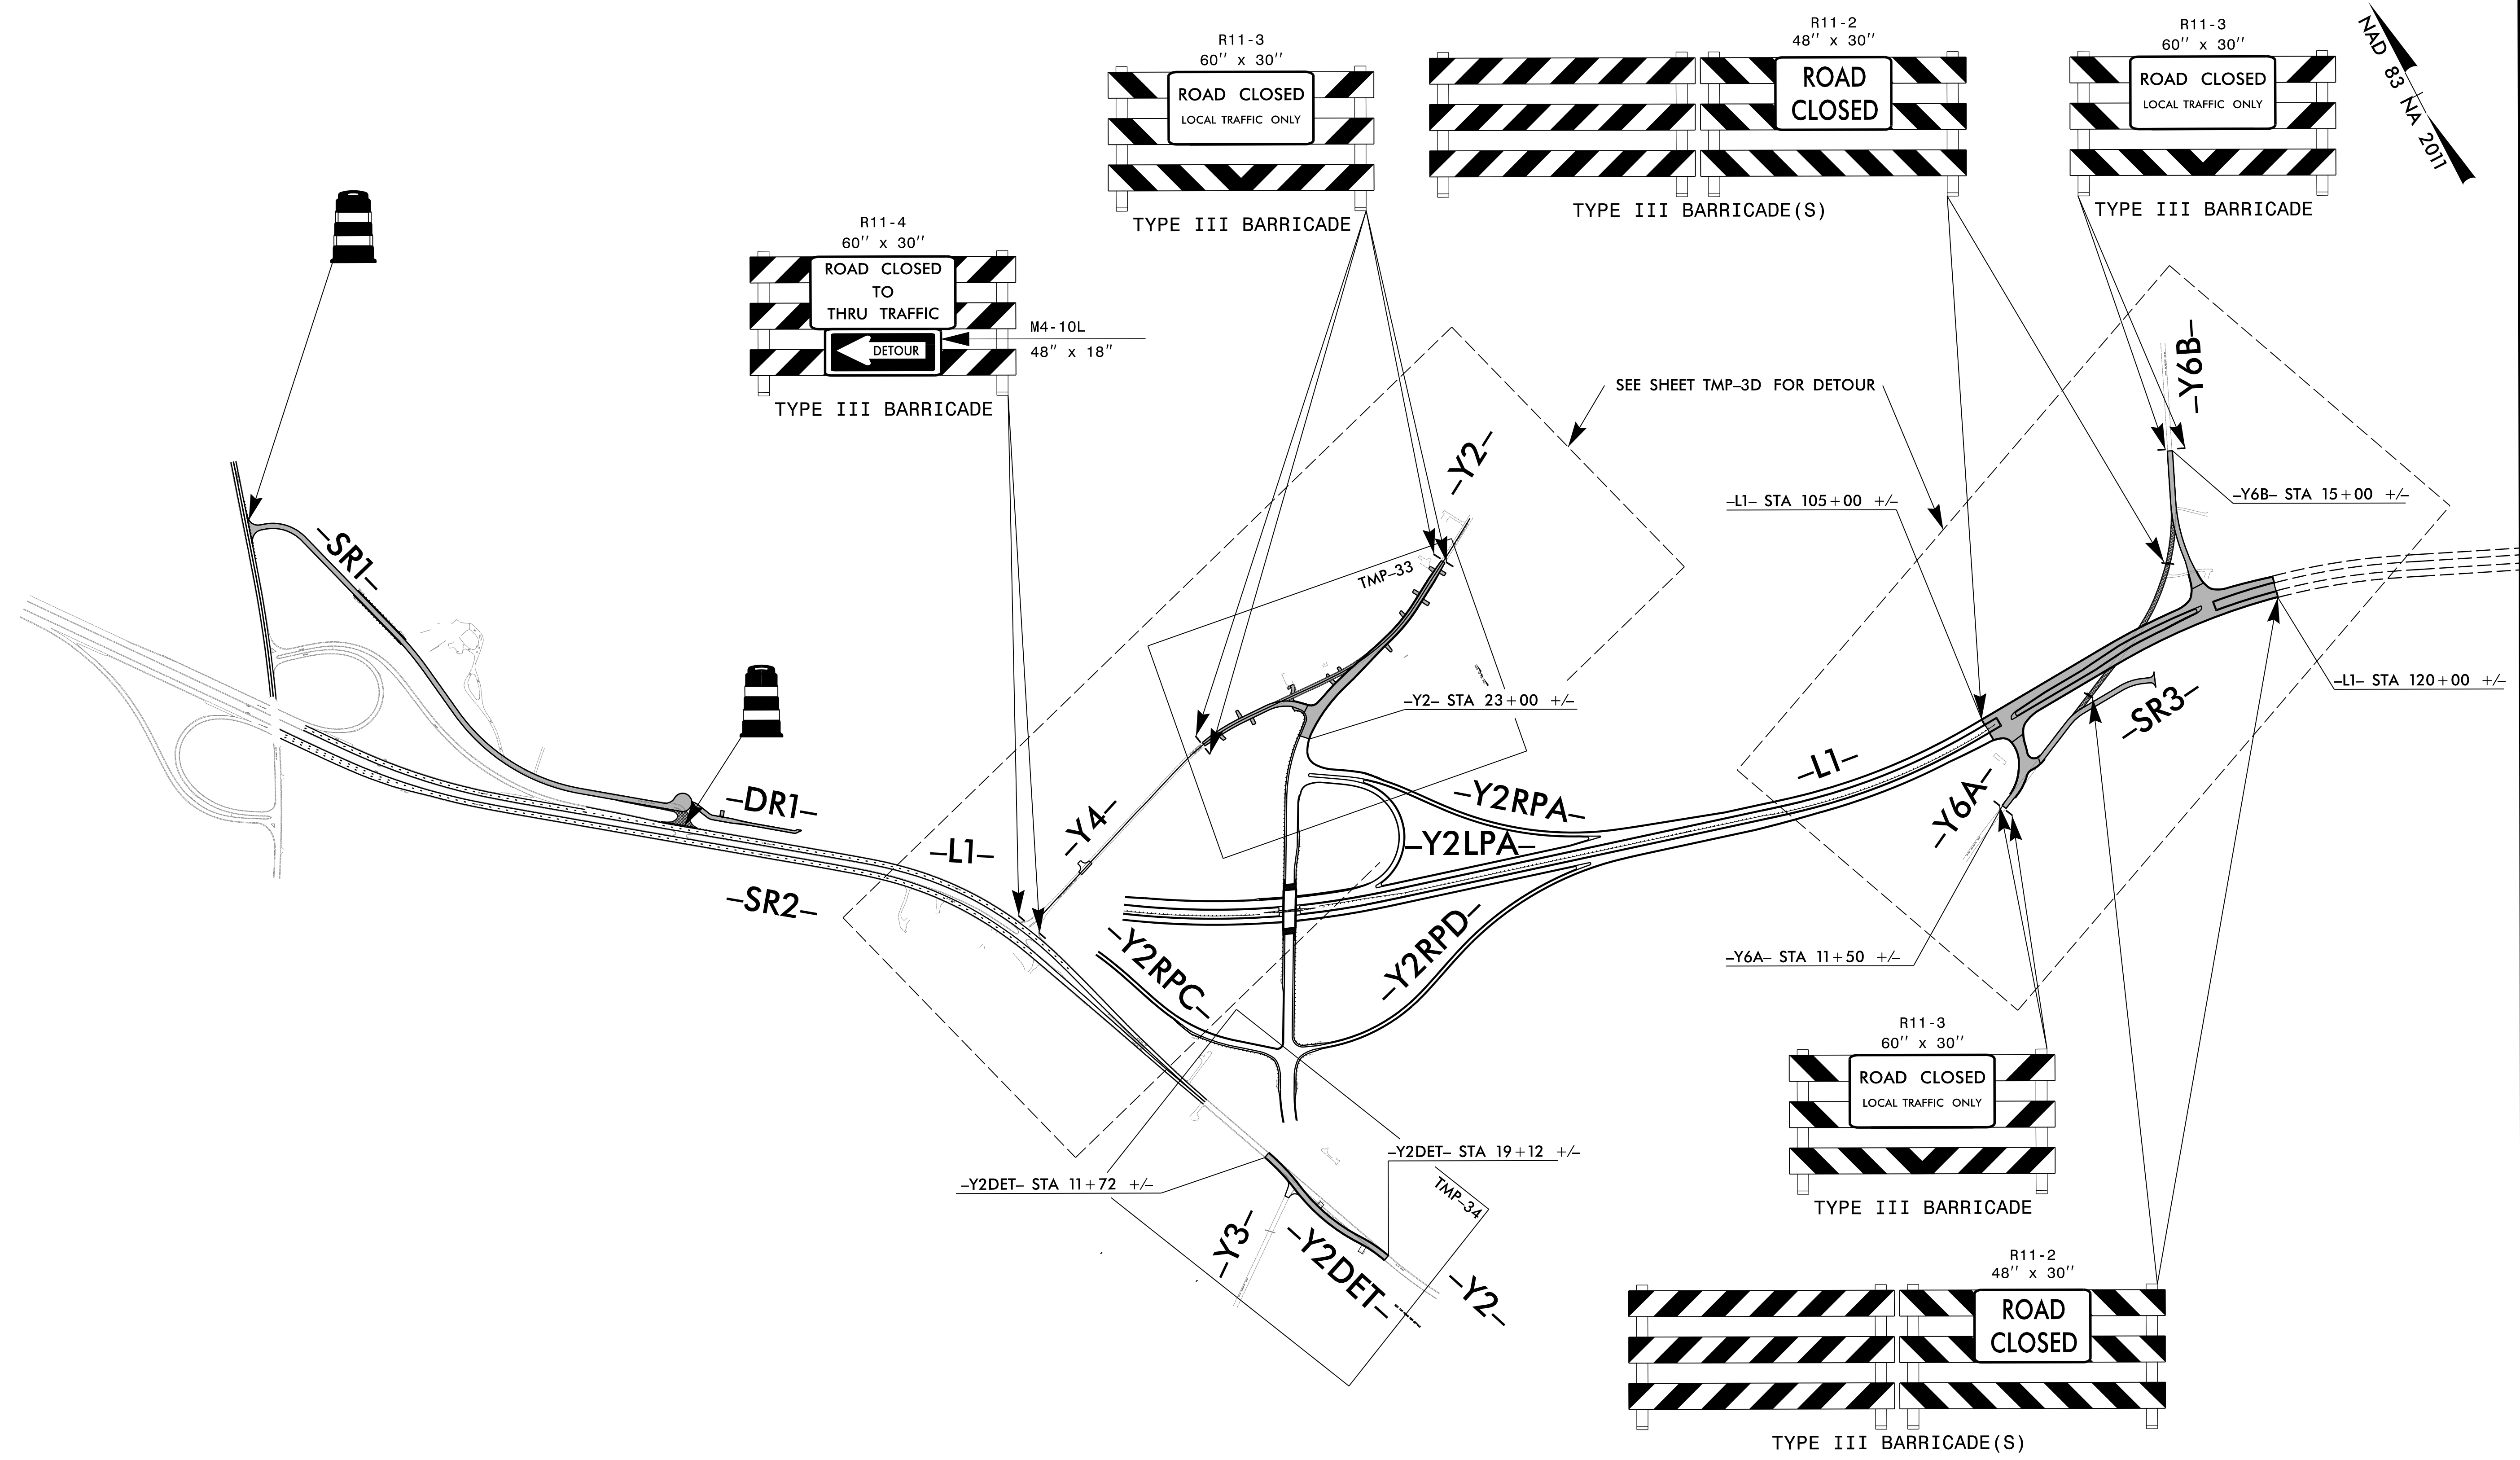 R11-3
60'' x 30''
ROAD CLOSED
LOCAL TRAFFIC ONLY
TYPE III BARRICADE
R11-2
48'' x 30''
ROAD
CLOSED
TYPE III BARRICADE(S)
R11-3
60'' x 30''
ROAD CLOSED
LOCAL TRAFFIC ONLY
TYPE III BARRICADE
NAD 83 NA 2011
R11-4
60'' x 30''
ROAD CLOSED
TO
THRU TRAFFIC
DETOUR
M4-10L
48'' x 18''
TYPE III BARRICADE
SEE SHEET TMP-3D FOR DETOUR
-Y6B-
-Y2-
-L1- STA 105+00 +/-
-Y6B- STA 15+00 +/-
-SR1-
TMP-33
-Y2- STA 23+00 +/-
-L1- STA 120+00 +/-
-SR3-
-L1-
-DR1-
-Y2RPA-
-Y4-
-Y6A-
-L1-
-Y2LPA-
-SR2-
-Y2RPC-
-Y2RPD-
-Y6A- STA 11+50 +/-
R11-3
60'' x 30''
ROAD CLOSED
LOCAL TRAFFIC ONLY
TYPE III BARRICADE
-Y2DET- STA 19+12 +/-
-Y2DET- STA 11+72 +/-
TMP-34
-Y3-
-Y2DET-
-Y2-
R11-2
48'' x 30''
ROAD
CLOSED
TYPE III BARRICADE(S)